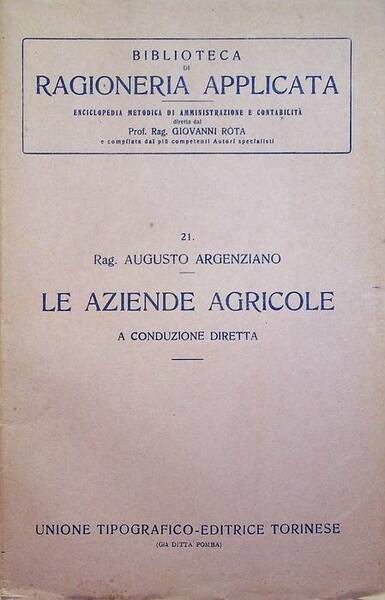 BIBLIOTECA
DI
RAGIONERIA APPLICATA
ENCICLOPEDIA METODICA DI AMMINISTRAZIONE E CONTABILITÀ
diretta dal
Prof. Rag. GIOVANNI ROTA
e compilata dai più competenti Autori specialisti
21.
Rag. AUGUSTO ARGENZIANO
LE AZIENDE AGRICOLE
A CONDUZIONE DIRETTA
UNIONE TIPOGRAFICO-EDITRICE TORINESE
(GIÀ DITTA POMBA)